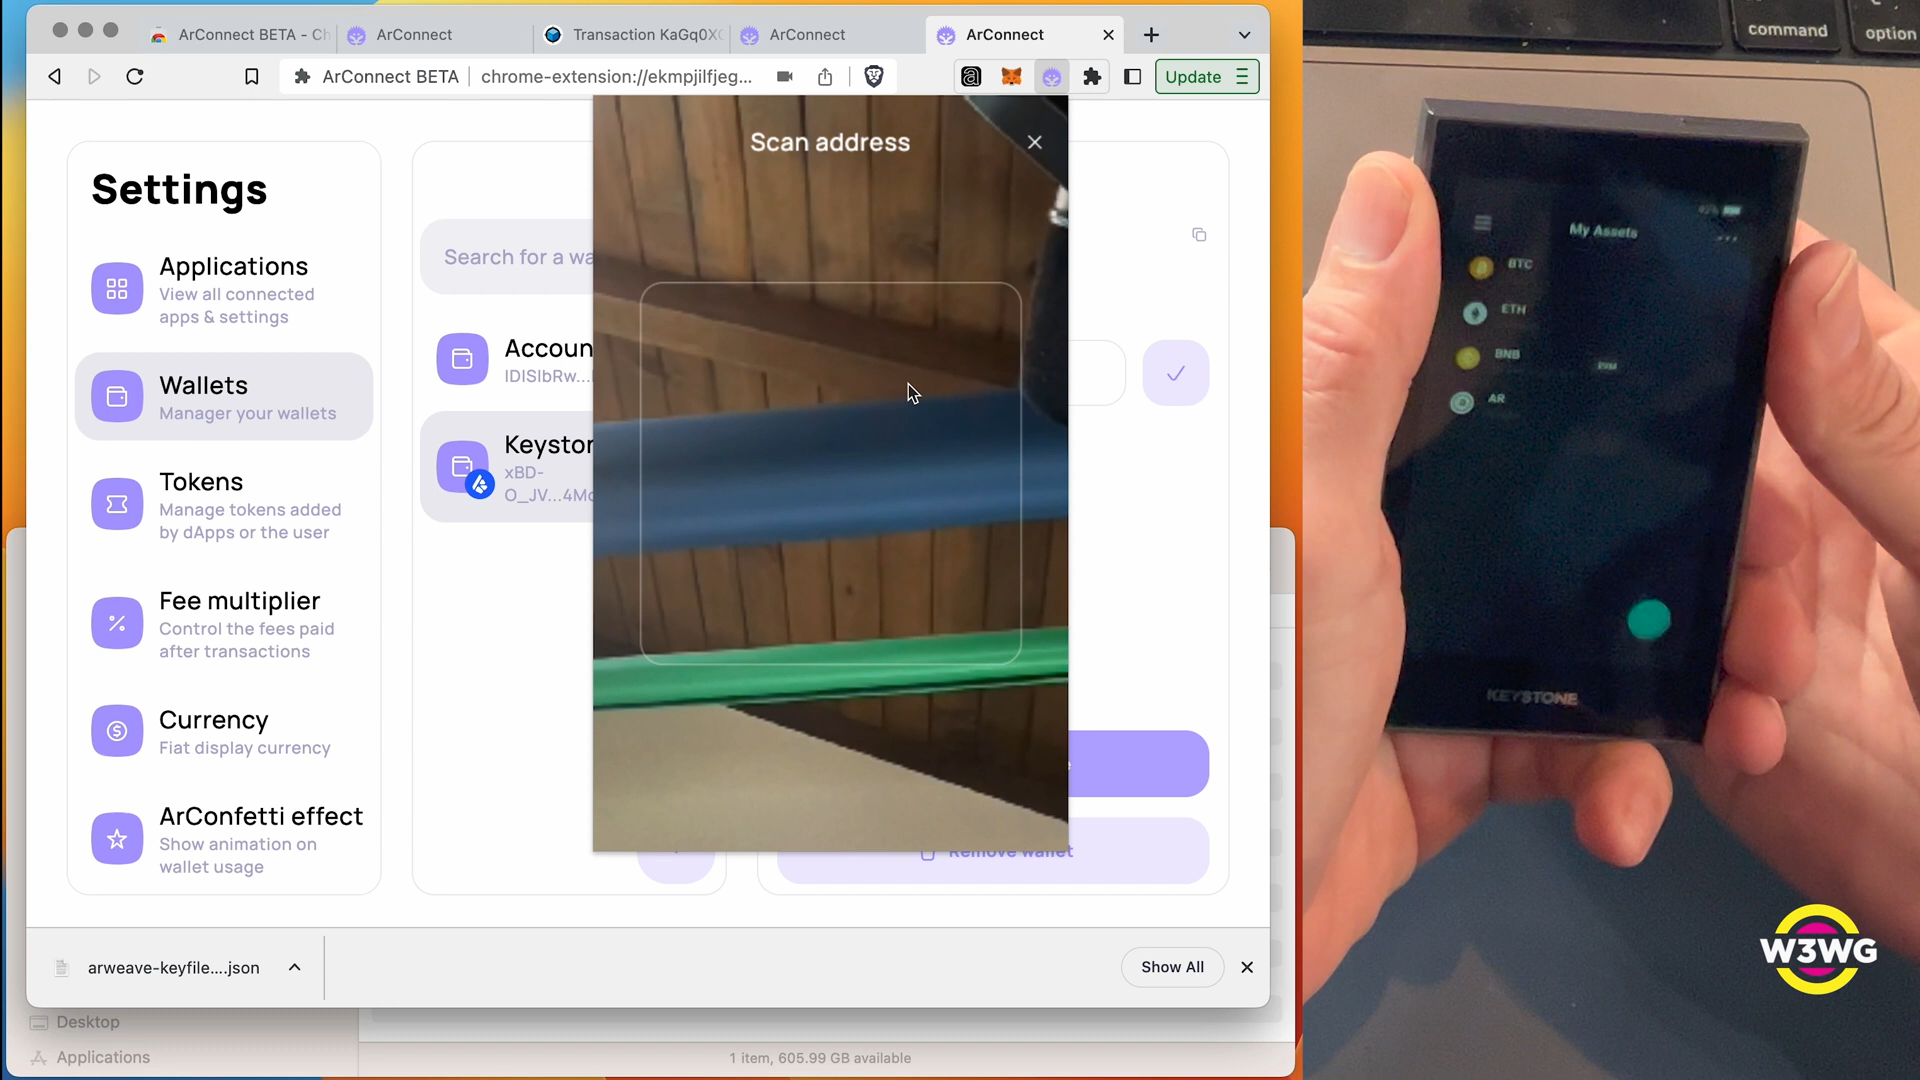 ArConnect BETA - Ch
ArConnect
Transaction KaGq0X
ArConnect
ArConnect
ArConnect BETA
chrome-extension://ekmpjilfjeg...
Update
Settings
Applications
View all connected
apps & settings
Wallets
Manager your wallets
Tokens
Manage tokens added
by dApps or the user
Fee multiplier
Control the fees paid
after transactions
Currency
Fiat display currency
ArConfetti effect
Show animation on
wallet usage
Search for a wa
Accoun
IDISIbRw...
Keyston
xBD-
O_JV...4Mc
Scan address
Remove wallet
arweave-keyfile....json
Show All
Desktop
Applications
1 item, 605.99 GB available
command
option
My Assets
BTC
ETH
BNB
AR
KEYSTONE
W3WG